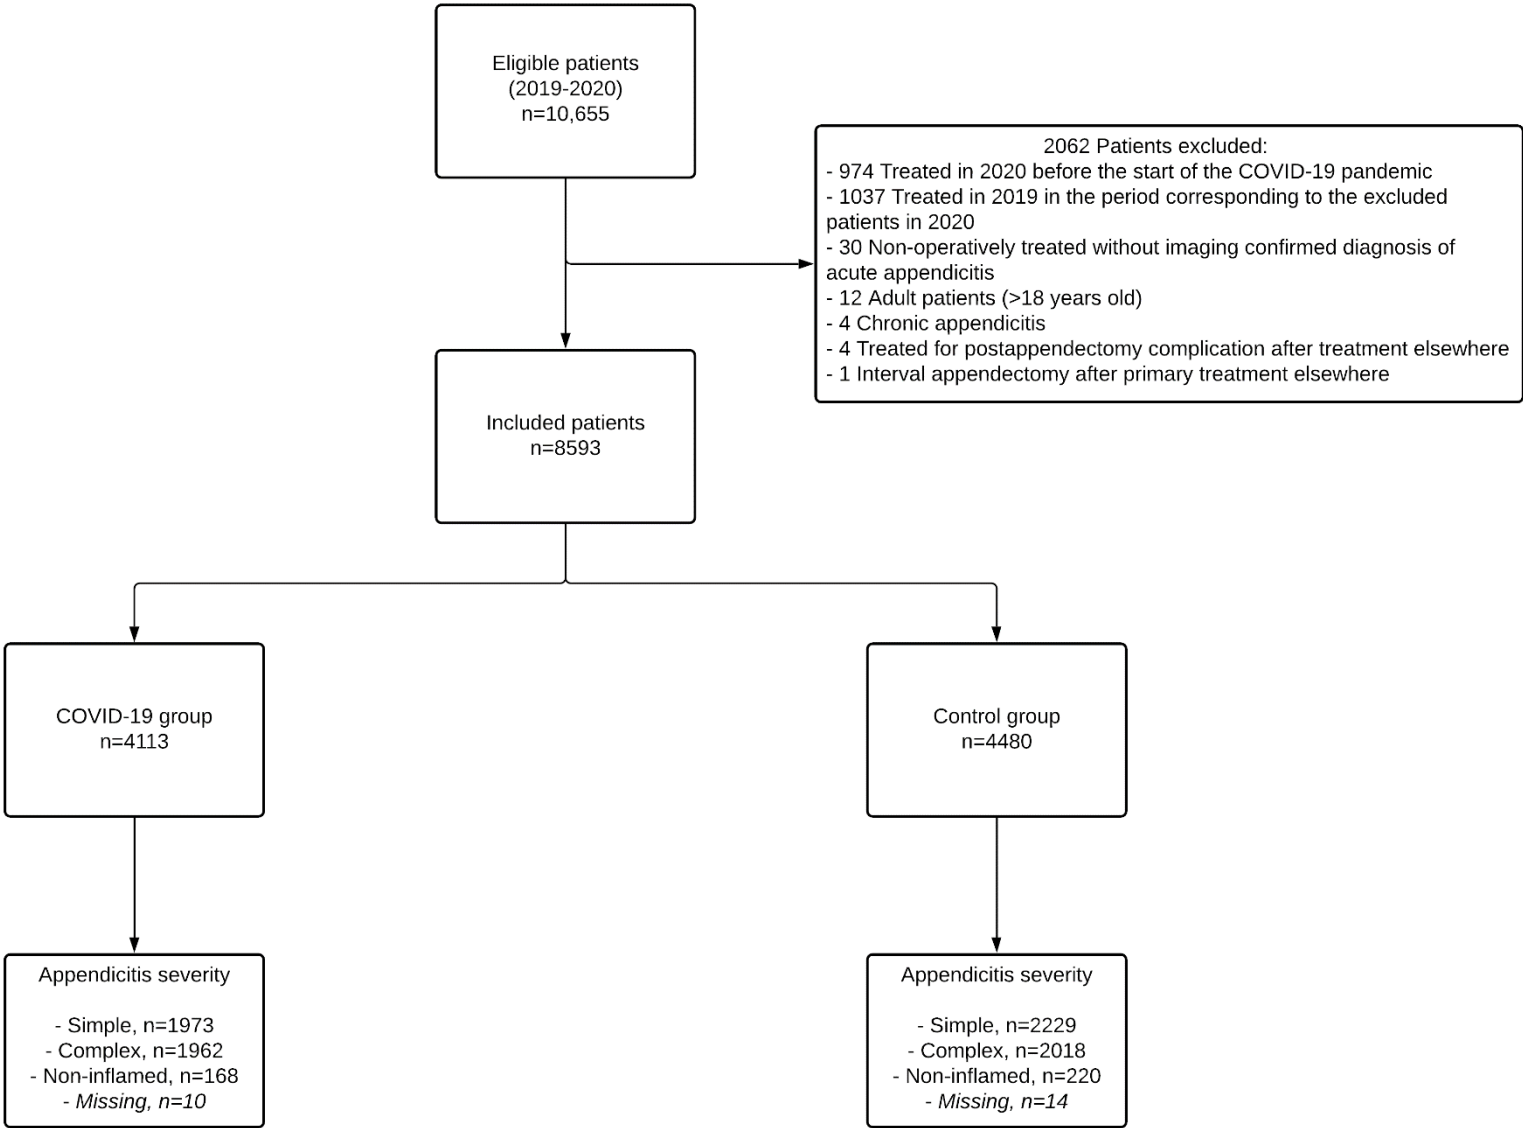 Eligible patients
(2019-2020)
n=10,655
2062 Patients excluded:
- 974 Treated in 2020 before the start of the COVID-19 pandemic
- 1037 Treated in 2019 in the period corresponding to the excluded
patients in 2020
- 30 Non-operatively treated without imaging confirmed diagnosis of
acute appendicitis
- 12 Adult patients (>18 years old)
- 4 Chronic appendicitis
- 4 Treated for postappendectomy complication after treatment elsewhere
- 1 Interval appendectomy after primary treatment elsewhere
Included patients
n=8593
COVID-19 group
n=4113
Control group
n=4480
Appendicitis severity
- Simple, n=1973
- Complex, n=1962
- Non-inflamed, n=168
- Missing, n=10
Appendicitis severity
- Simple, n=2229
- Complex, n=2018
- Non-inflamed, n=220
- Missing, n=14